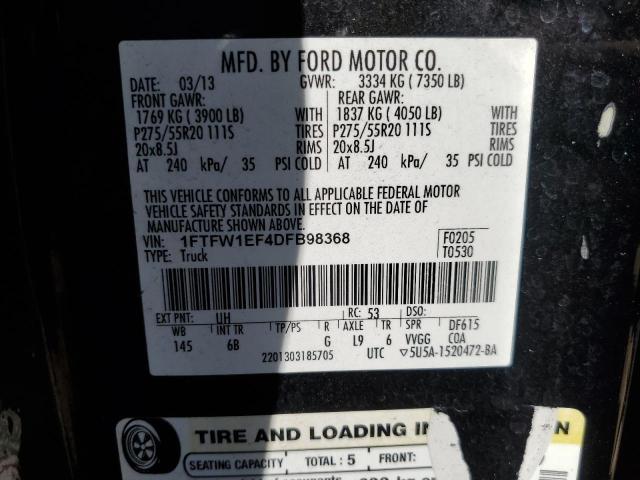 MFD. BY FORD MOTOR CO.
DATE: 03/13 GVWR: 3334 KG ( 7350 LB)
FRONT GAWR: REAR GAWR:
1769 KG ( 3900 LB) WITH 1837 KG ( 4050 LB) WITH
P275/55R20 111S TIRES P275/55R20 111S TIRES
20x8.5J RIMS 20x8.5J RIMS
AT 240 kPa/ 35 PSI COLD AT 240 kPa/ 35 PSI COLD
THIS VEHICLE CONFORMS TO ALL APPLICABLE FEDERAL MOTOR
VEHICLE SAFETY STANDARDS IN EFFECT ON THE DATE OF
MANUFACTURE SHOWN ABOVE.
VIN: 1FTFW1EF4DFB98368 F0205
TYPE: Truck T0530
EXT PNT: UH RC: 53 DSO:
WB INT TR TP/PS R AXLE TR SPR DF615
145 6B G L9 6 VVGG COA
2201303185705 UTC ▽5U5A-1520472-BA
TIRE AND LOADING IN ON
SEATING CAPACITY TOTAL : 5 FRONT: